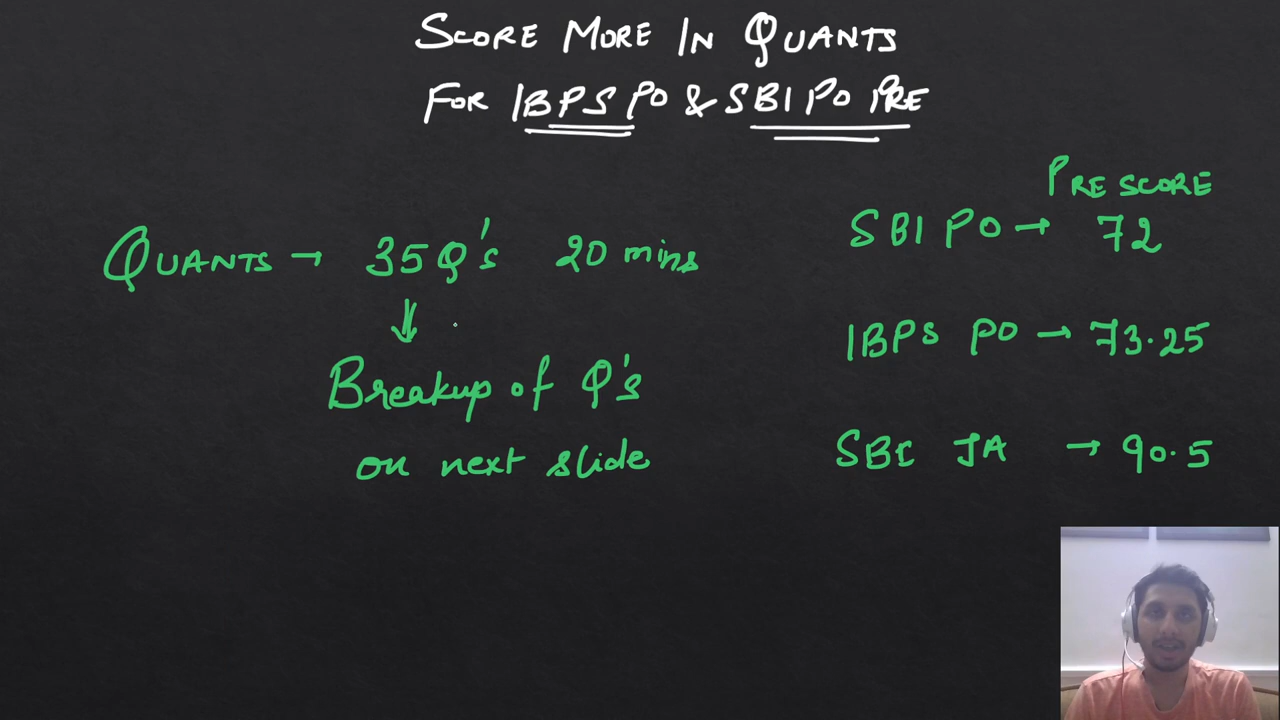 SCORE MORE IN QUANTS
FOR IBPS PO & SBI PO PRE
PRE SCORE
SBI PO → 72
QUANTS → 35Q's 20 mins
⇓
IBPS PO → 73.25
Breakup of Q's
on next slide
SBI JA → 90.5